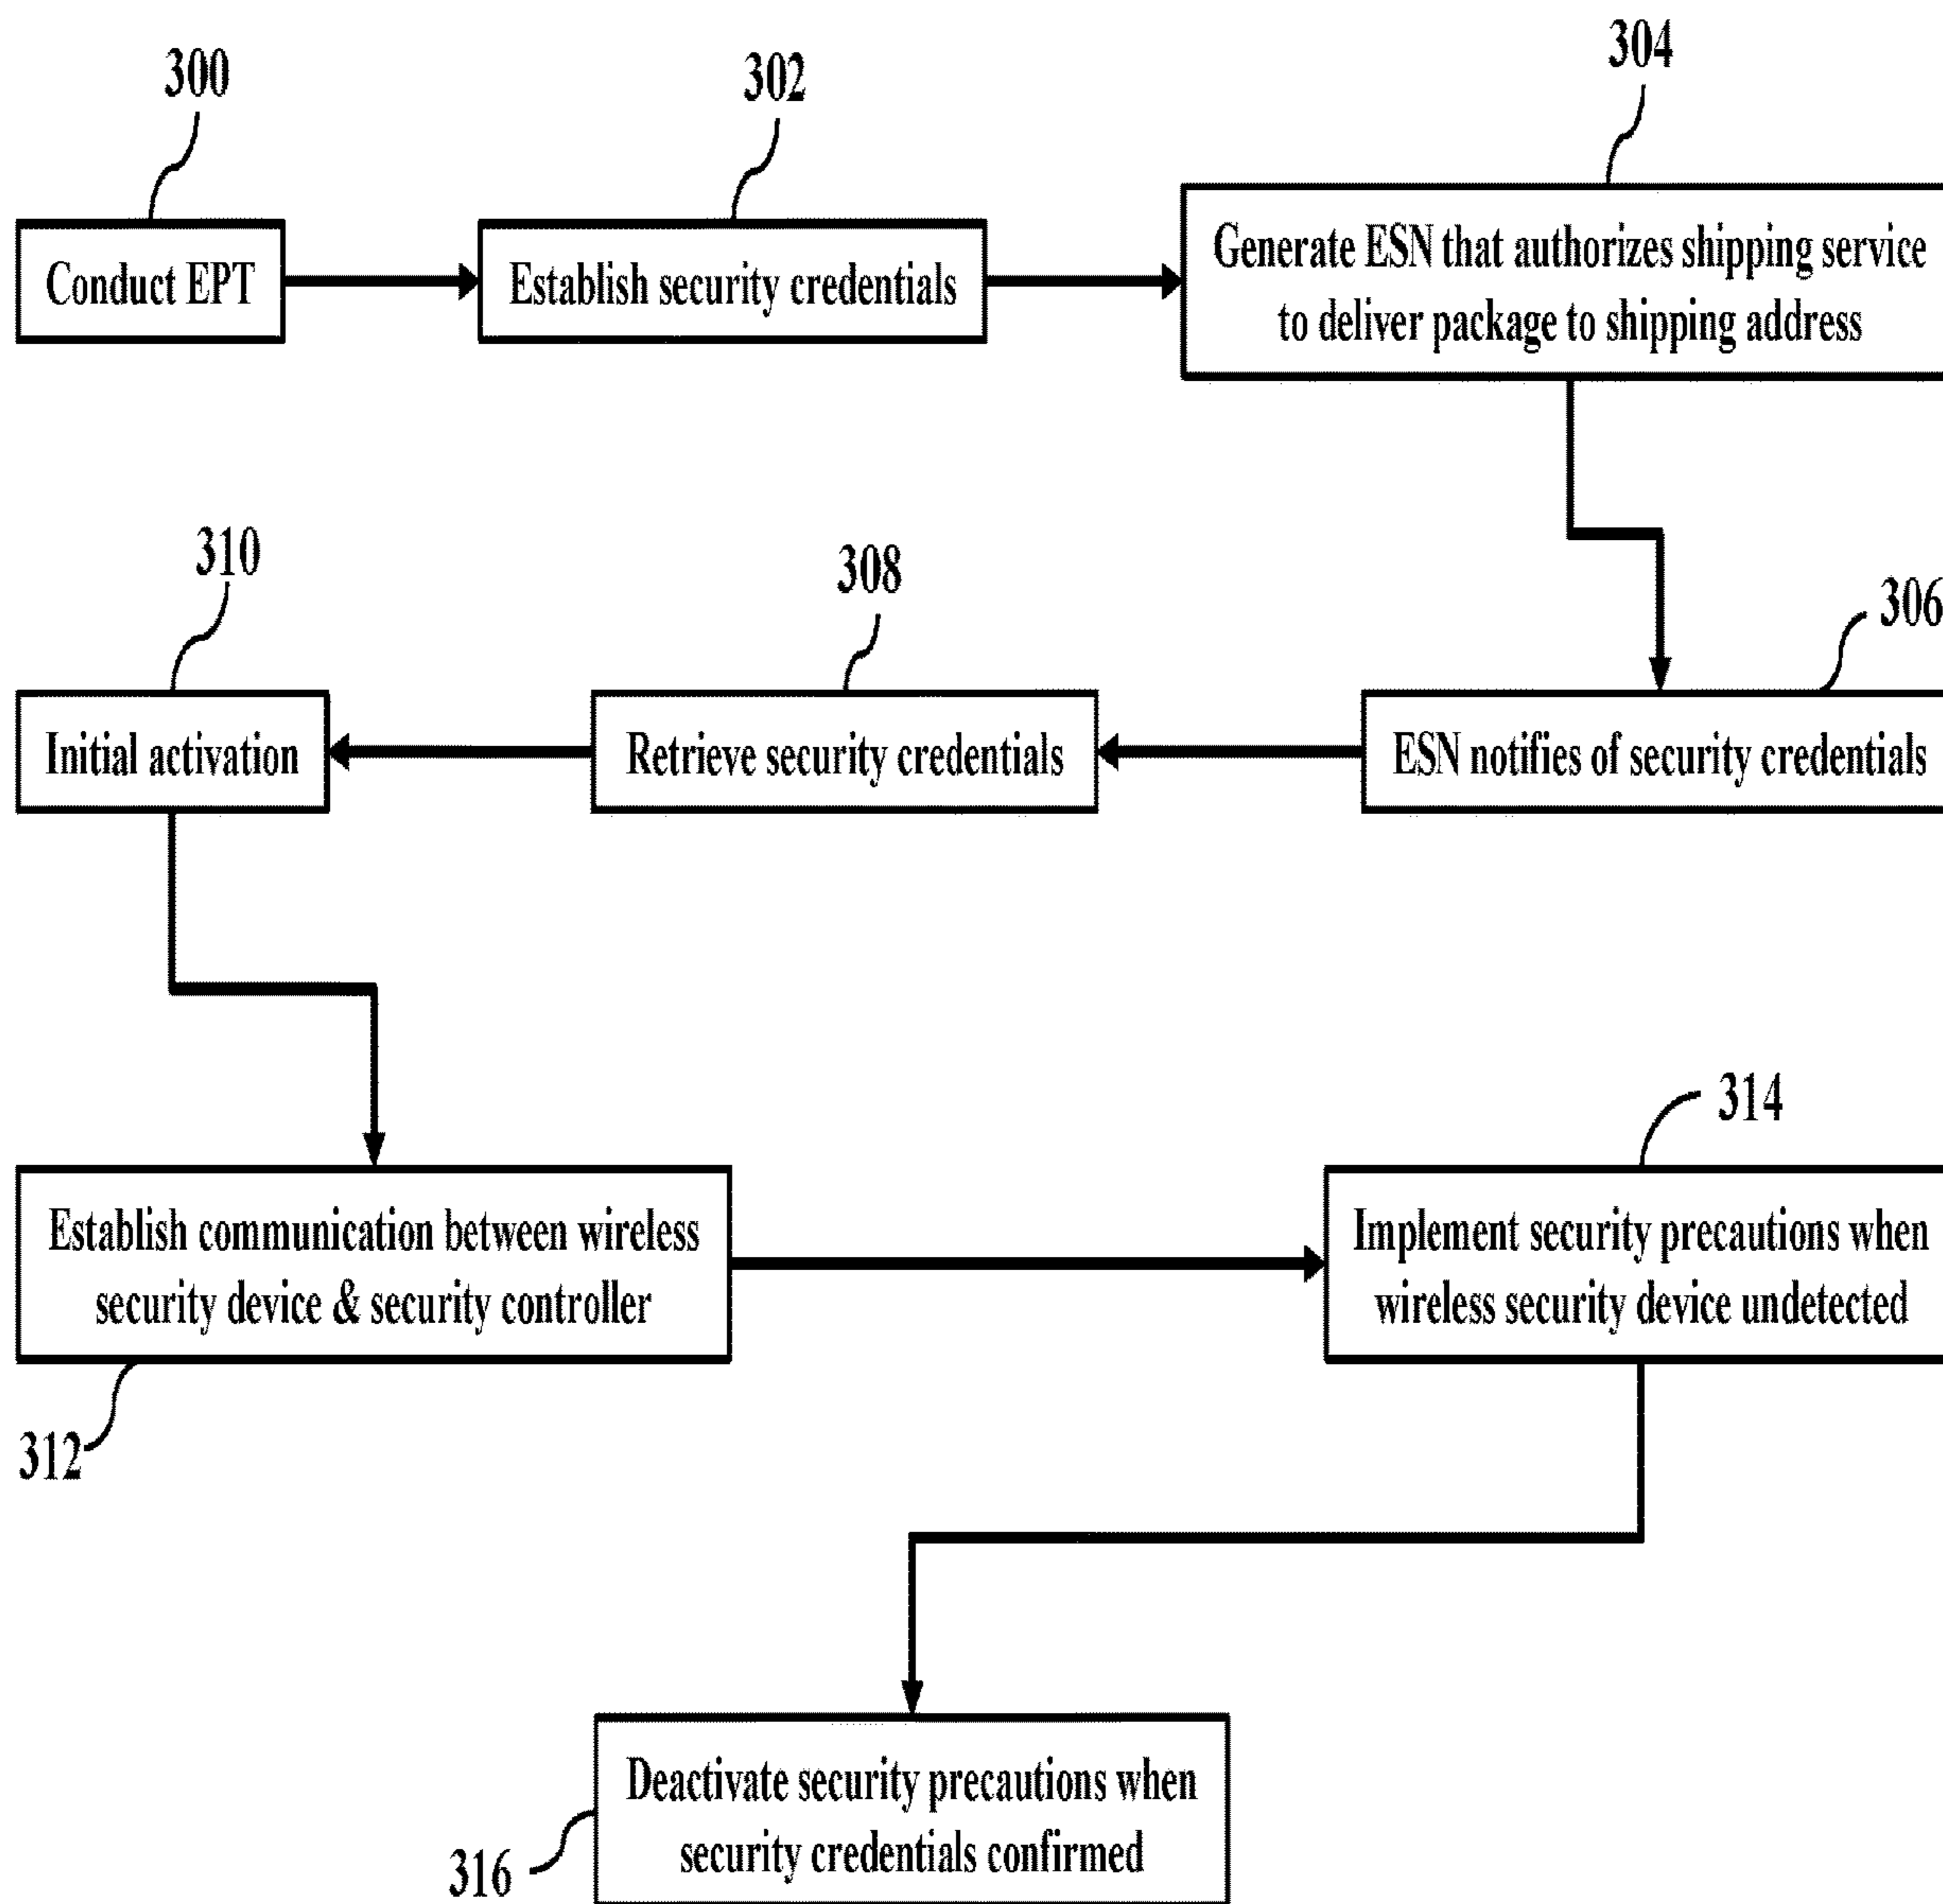 300
302
304
Conduct EPT
Establish security credentials
Generate ESN that authorizes shipping service
to deliver package to shipping address
310
308
306
Initial activation
Retrieve security credentials
ESN notifies of security credentials
314
Establish communication between wireless
security device & security controller
Implement security precautions when
wireless security device undetected
312
Deactivate security precautions when
security credentials confirmed
316